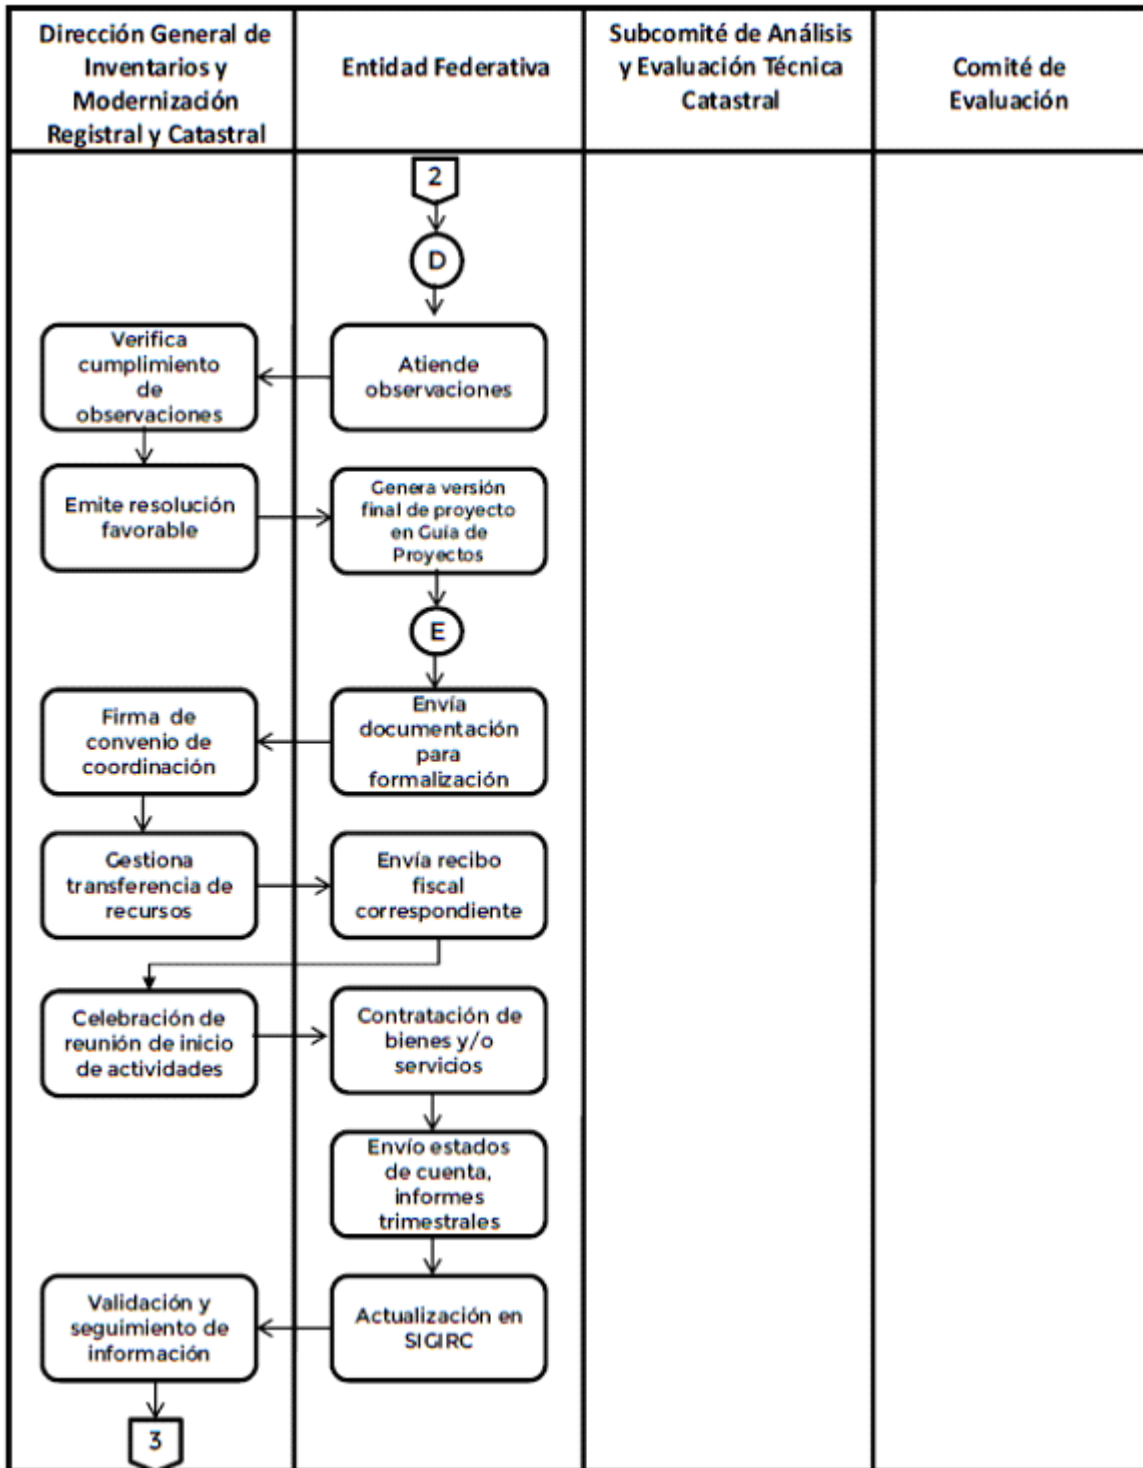 Dirección General de
Inventarios y
Modernización
Registral y Catastral
Entidad Federativa
Subcomité de Análisis
y Evaluación Técnica
Catastral
Comité de
Evaluación
2
D
Verifica
cumplimiento
de
observaciones
Atiende
observaciones
Emite resolución
favorable
Genera versión
final de proyecto
en Guía de
Proyectos
E
Firma de
convenio de
coordinación
Envía
documentación
para
formalización
Gestiona
transferencia de
recursos
Envía recibo
fiscal
correspondiente
Celebración de
reunión de inicio
de actividades
Contratación de
bienes y/o
servicios
Envío estados
de cuenta,
informes
trimestrales
Validación y
seguimiento de
información
Actualización en
SIGIRC
3